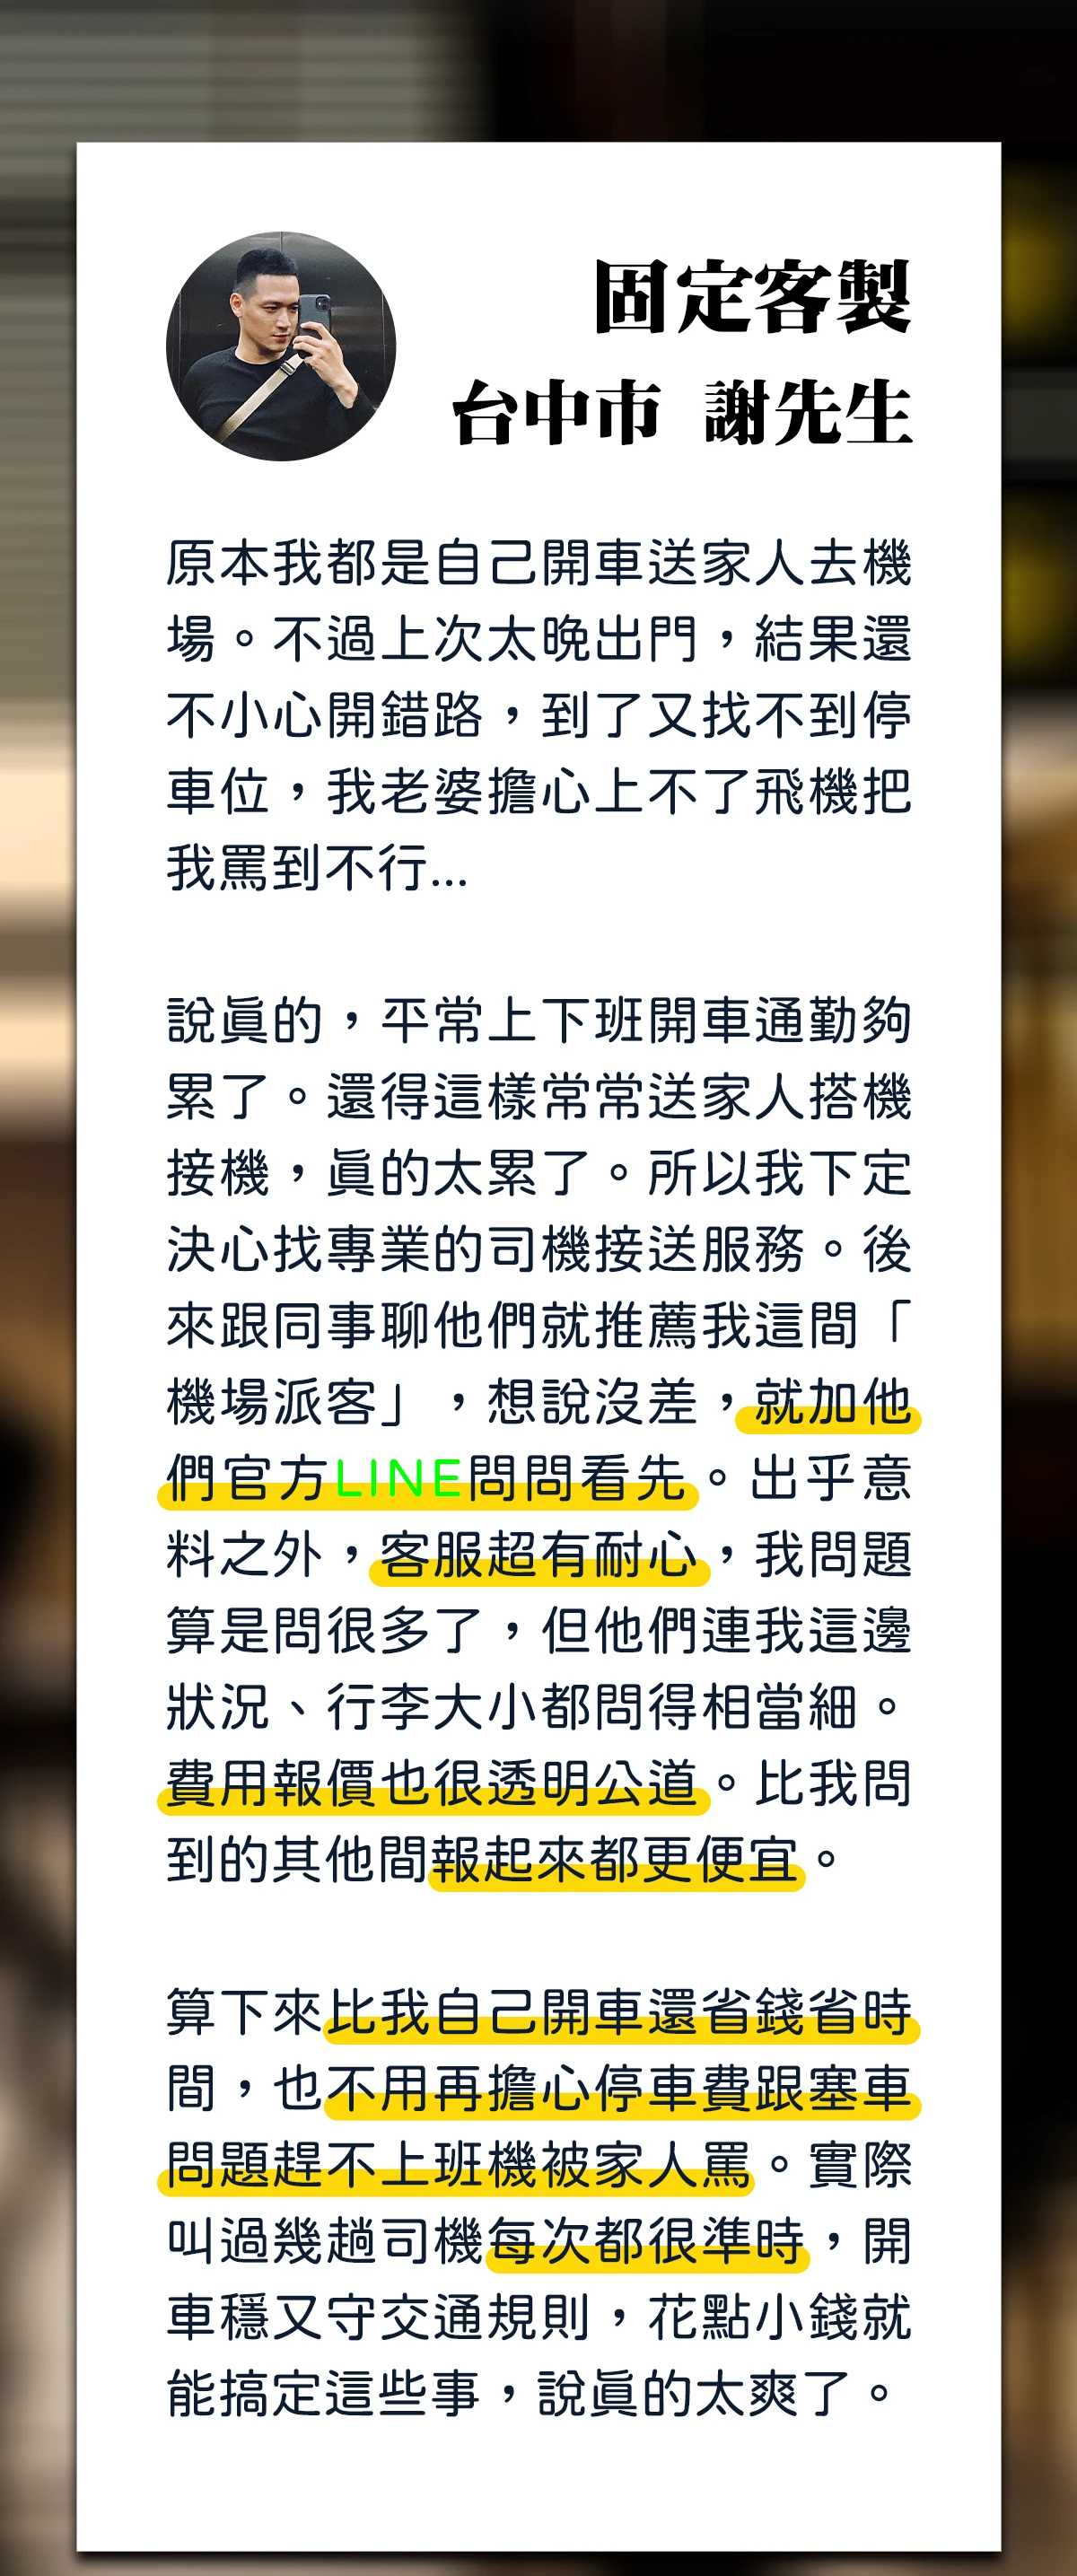 固定客製
台中市 謝先生
原本我都是自己開車送家人去機
場。不過上次太晚出門，結果還
不小心開錯路，到了又找不到停
車位，我老婆擔心上不了飛機把
我罵到不行...
說真的，平常上下班開車通勤夠
累了。還得這樣常常送家人搭機
接機，真的太累了。所以我下定
決心找專業的司機接送服務。後
來跟同事聊他們就推薦我這間「
機場派客」，想說沒差，就加他
們官方LINE問問看先。出乎意
料之外，客服超有耐心，我問題
算是問很多了，但他們連我這邊
狀況、行李大小都問得相當細。
費用報價也很透明公道。比我問
到的其他間報起來都更便宜。
算下來比我自己開車還省錢省時
間，也不用再擔心停車費跟塞車
問題趕不上班機被家人罵。實際
叫過幾趟司機每次都很準時，開
車穩又守交通規則，花點小錢就
能搞定這些事，說真的太爽了。